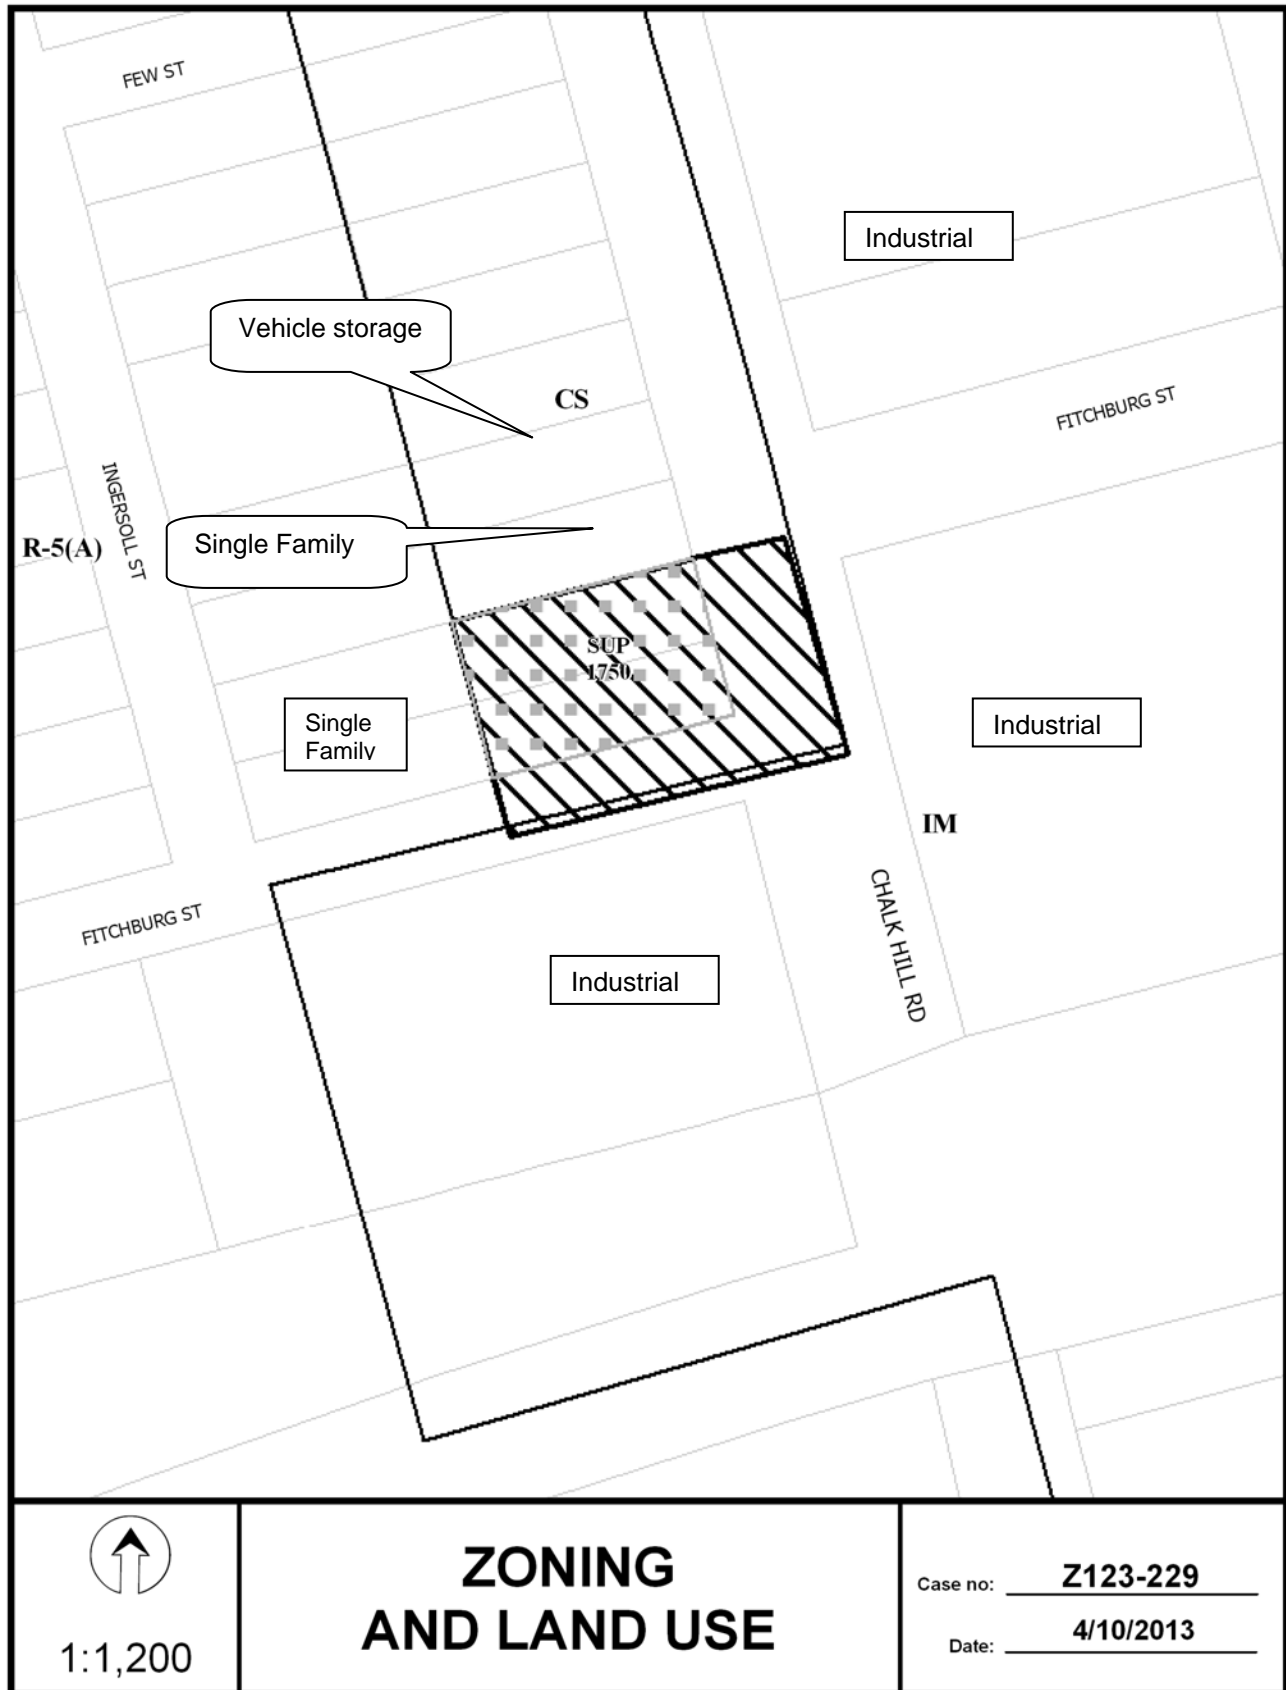 FEW ST
Industrial
Vehicle storage
CS
FITCHBURG ST
INGERSOLL ST
R-5(A)
Single Family
SUP
1750
Single
Family
Industrial
IM
CHALK HILL RD
FITCHBURG ST
Industrial
1:1,200
ZONING
AND LAND USE
Case no: Z123-229
Date: 4/10/2013